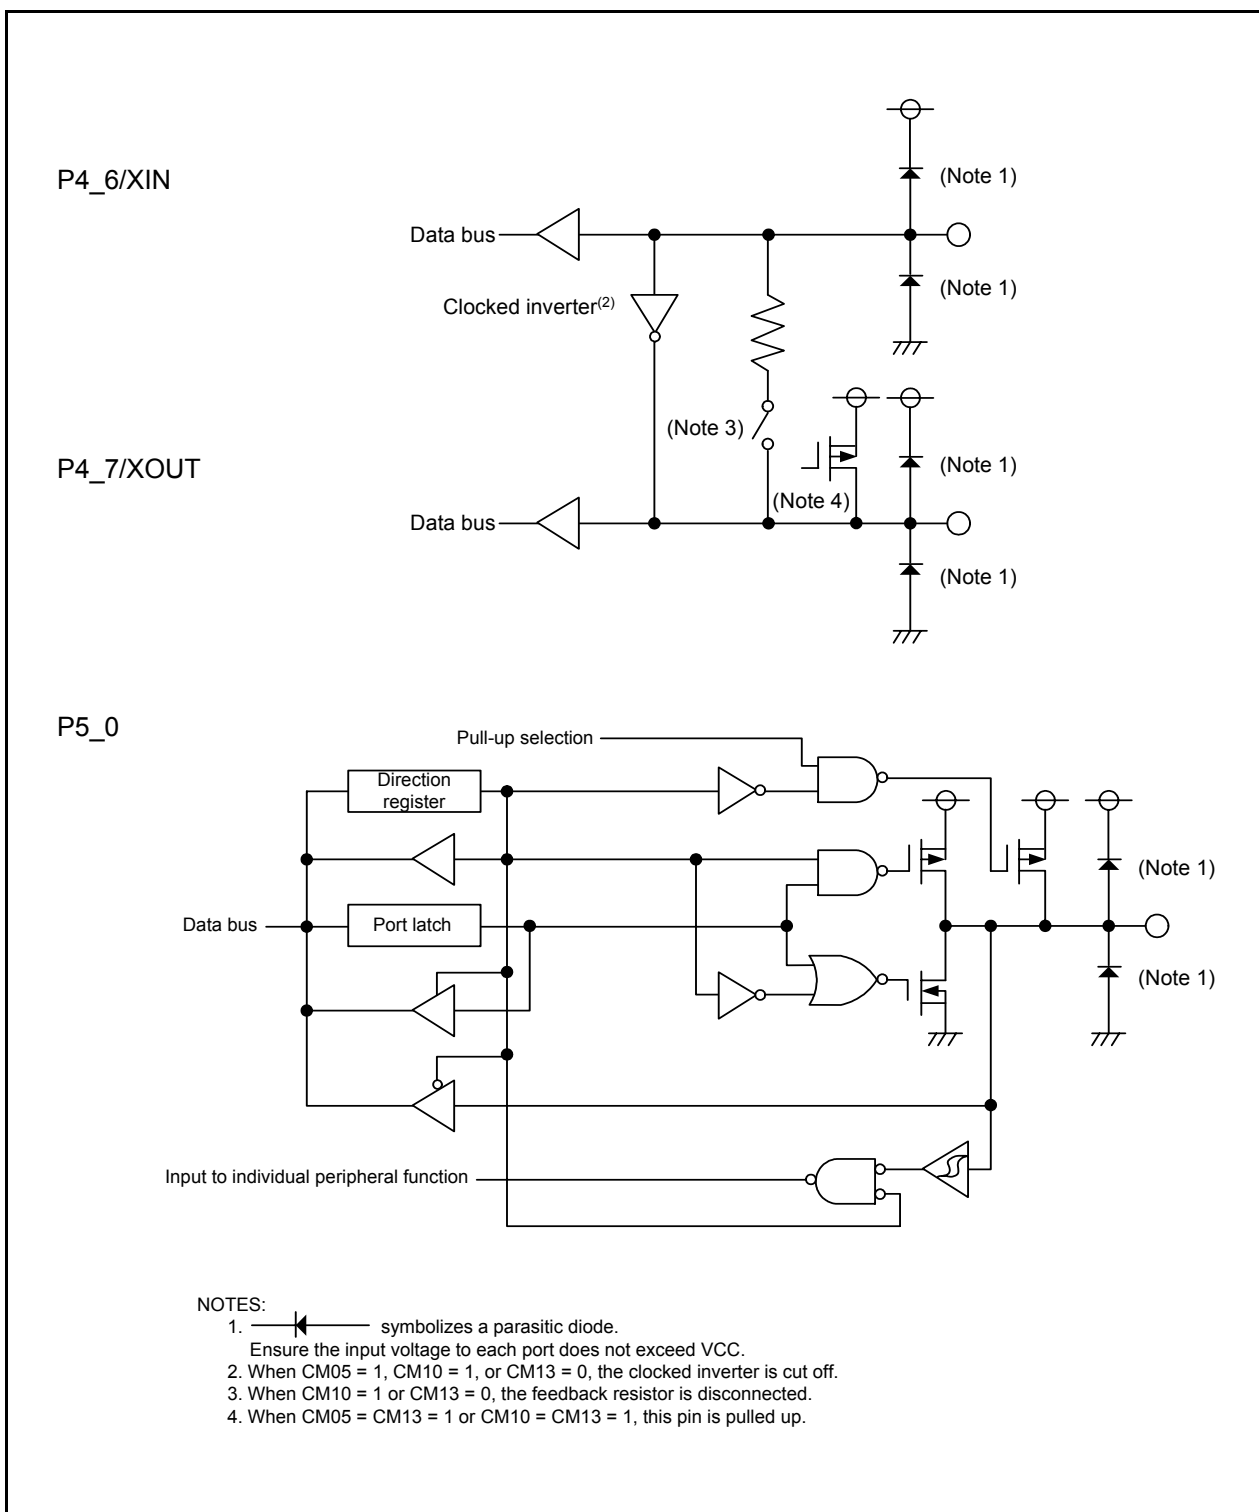 P4_6/XIN
(Note 1)
Data bus
(Note 1)
Clocked inverter(2)
(Note 3)
P4_7/XOUT
(Note 1)
(Note 4)
Data bus
(Note 1)
P5_0
Pull-up selection
Direction
register
(Note 1)
Data bus
Port latch
(Note 1)
Input to individual peripheral function
NOTES:
1. symbolizes a parasitic diode.
Ensure the input voltage to each port does not exceed VCC.
2. When CM05 = 1, CM10 = 1, or CM13 = 0, the clocked inverter is cut off.
3. When CM10 = 1 or CM13 = 0, the feedback resistor is disconnected.
4. When CM05 = CM13 = 1 or CM10 = CM13 = 1, this pin is pulled up.